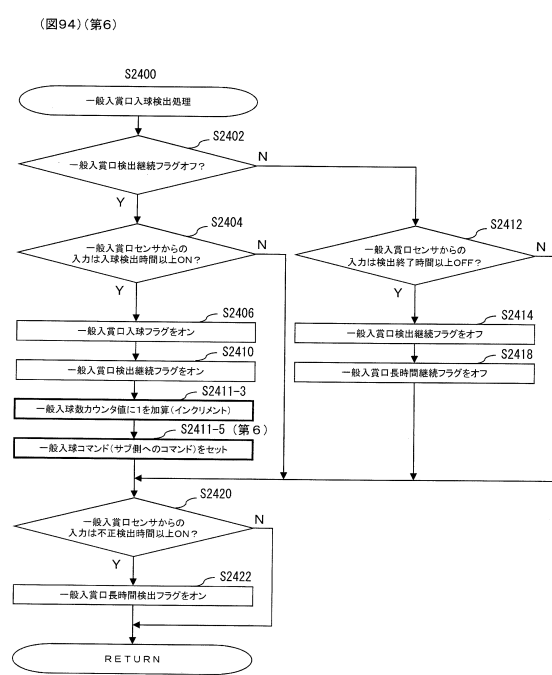 (図94)(第6)
S2400
一般入賞口入球検出処理
S2402
一般入賞口検出継続フラグオフ?
N
Y
S2404
一般入賞口センサからの
入力は入球検出時間以上ON?
N
Y
S2412
一般入賞口センサからの
入力は検出終了時間以上OFF?
N
Y
S2406
一般入賞口入球フラグをオン
S2414
一般入賞口検出継続フラグをオフ
S2410
一般入賞口検出継続フラグをオン
S2418
一般入賞口長時間継続フラグをオフ
S2411-3
一般入球数カウンタ値に1を加算(インクリメント)
S2411-5 (第6)
一般入球コマンド(サブ側へのコマンド)をセット
S2420
一般入賞口センサからの
入力は不正検出時間以上ON?
N
Y
S2422
一般入賞口長時間検出フラグをオン
RETURN